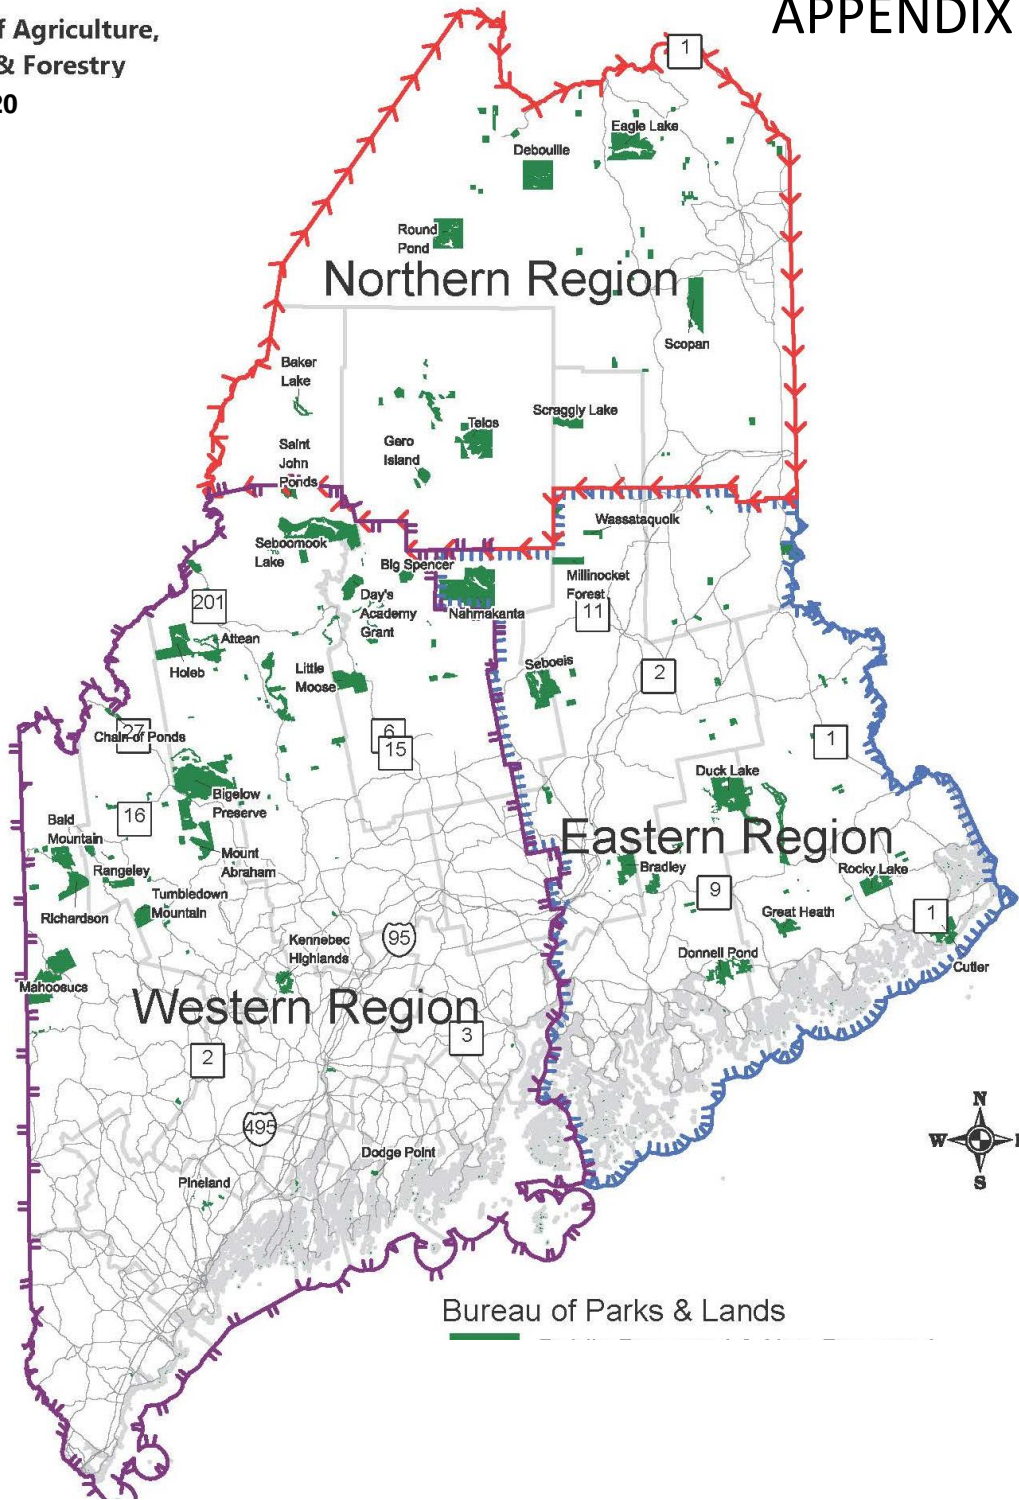 APPENDIX
f Agriculture,
& Forestry
20
1
Eagle Lake
Deboullie
Round
Pond
Northern Region
Scopan
Baker
Lake
Scraggly Lake
Telos
Gero
Island
Saint
John
Ponds
Wassataquoik
Seboomook
Lake
Big Spencer
Millinocket
Forest
Day's
Academy
Grant
Nahmakanta
201
11
Attean
Holeb
Little
Moose
Seboeis
2
27
Chain of Ponds
6
15
1
Duck Lake
Bigelow
Preserve
16
Bald
Mountain
Eastern Region
Mount
Abraham
Rangeley
Bradley
Rocky Lake
Tumbledown
Mountain
9
Richardson
Great Heath
1
Kennebec
Highlands
95
Donnell Pond
Cutler
Mahoosucs
Western Region
3
2
495
Dodge Point
Pineland
N
W
S
Bureau of Parks & Lands